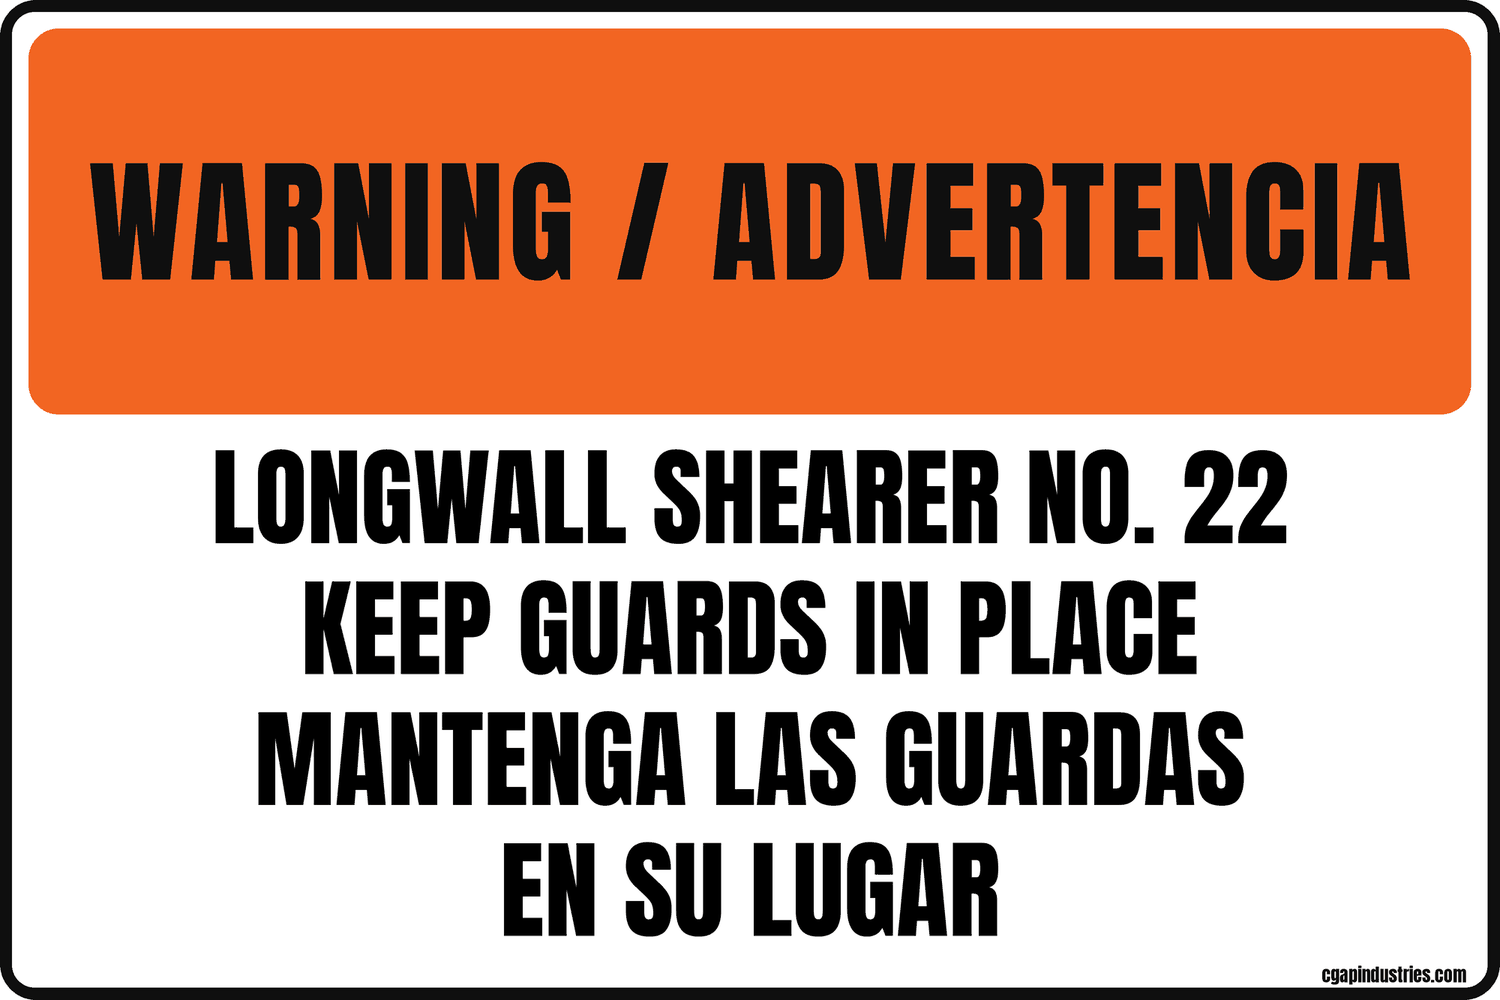 WARNING / ADVERTENCIA
LONGWALL SHEARER NO. 22
KEEP GUARDS IN PLACE
MANTENGA LAS GUARDAS
EN SU LUGAR
cgapindustries.com